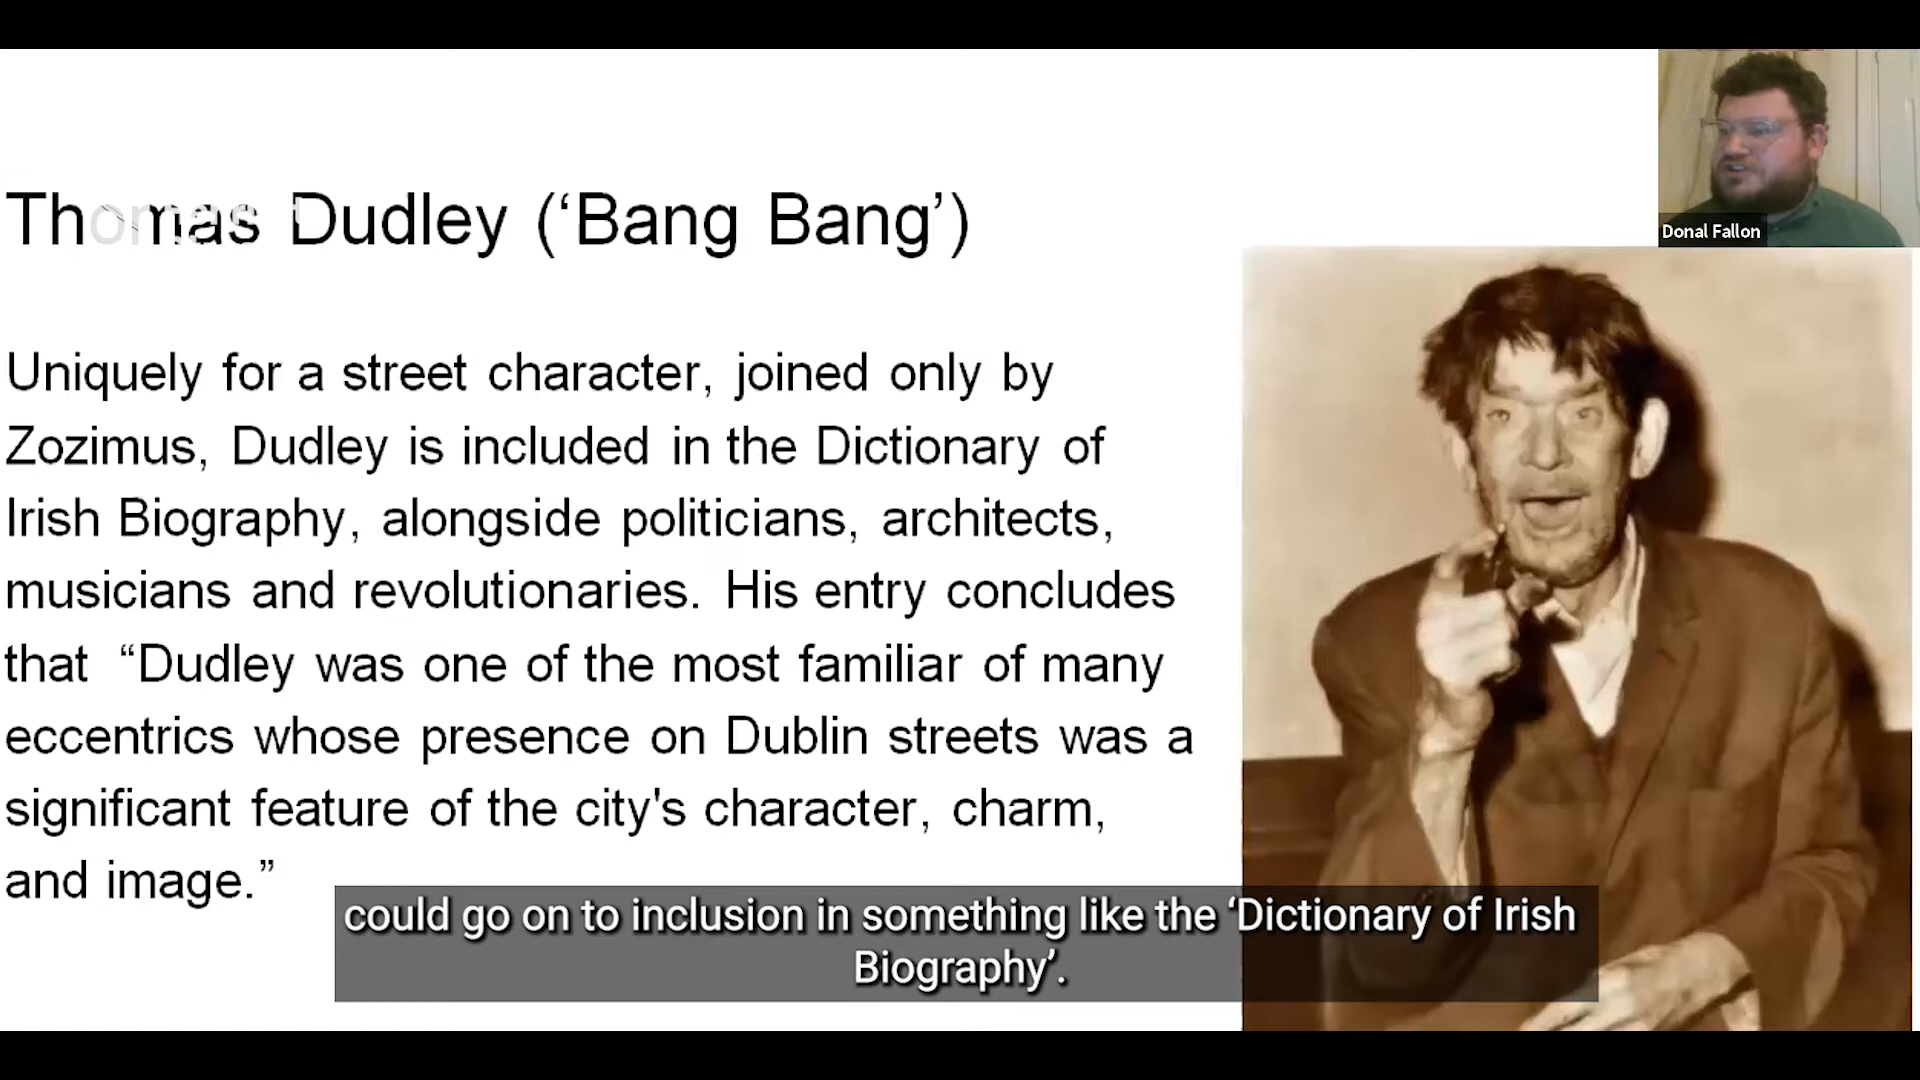 Thomas Dudley (‘Bang Bang’)
Donal Fallon
Uniquely for a street character, joined only by
Zozimus, Dudley is included in the Dictionary of
Irish Biography, alongside politicians, architects,
musicians and revolutionaries. His entry concludes
that “Dudley was one of the most familiar of many
eccentrics whose presence on Dublin streets was a
significant feature of the city's character, charm,
and image.”
could go on to inclusion in something like the ‘Dictionary of Irish
Biography’.